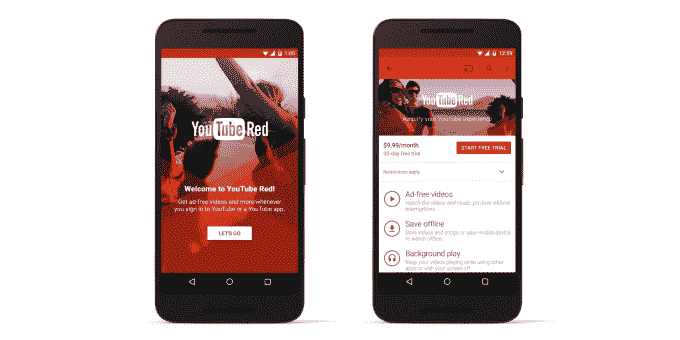 1:05
YouTube Red
Welcome to YouTube Red!
Get ad-free videos and more whenever
you sign in to YouTube or a YouTube app.
LET'S GO
12:59
YouTube Red
Amplify your YouTube experience
$9.99/month
30-day free trial
START FREE TRIAL
Restrictions apply
Ad-free videos
Watch the videos and music you love without
interruptions.
Save offline
Save videos and songs on your mobile device
to watch offline.
Background play
Keep your videos playing while using other
apps or with your screen off